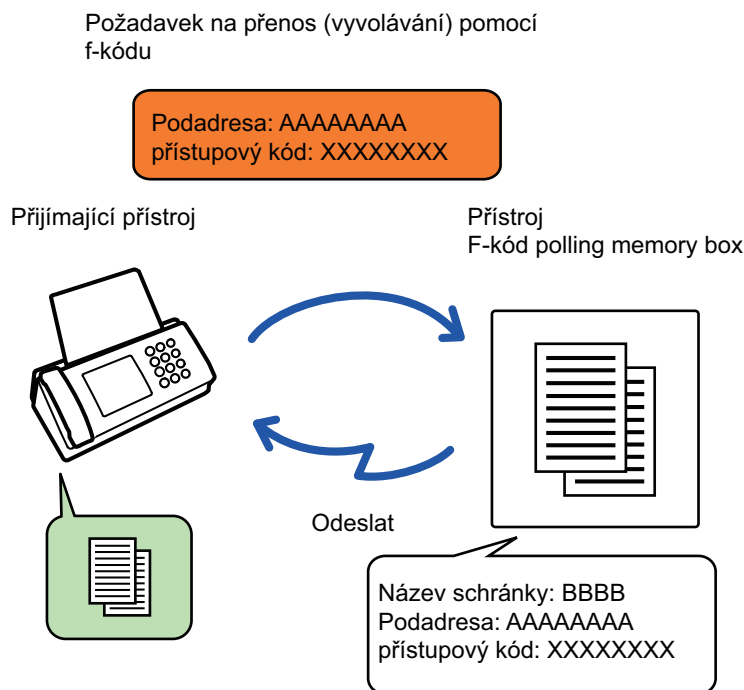 Požadavek na přenos (vyvolávání) pomocí
f-kódu
Podadresa: AAAAAAAA
přístupový kód: XXXXXXXX
Přijímající přístroj
Přístroj
F-kód polling memory box
Odeslat
Název schránky: BBBB
Podadresa: AAAAAAAA
přístupový kód: XXXXXXXX